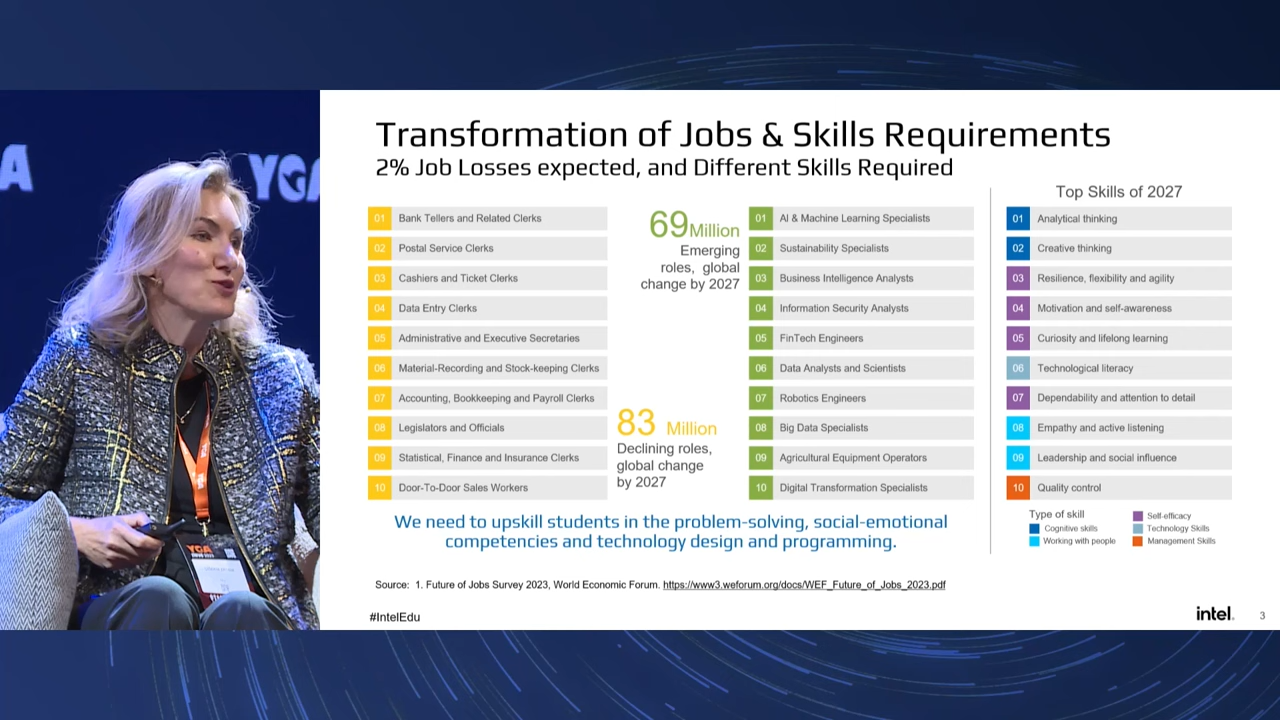 A
YGA
YGA
Transformation of Jobs & Skills Requirements
2% Job Losses expected, and Different Skills Required
01 Bank Tellers and Related Clerks
02 Postal Service Clerks
03 Cashiers and Ticket Clerks
04 Data Entry Clerks
05 Administrative and Executive Secretaries
06 Material-Recording and Stock-keeping Clerks
07 Accounting, Bookkeeping and Payroll Clerks
08 Legislators and Officials
09 Statistical, Finance and Insurance Clerks
10 Door-To-Door Sales Workers
69 Million
Emerging
roles, global
change by 2027
83 Million
Declining roles,
global change
by 2027
01 AI & Machine Learning Specialists
02 Sustainability Specialists
03 Business Intelligence Analysts
04 Information Security Analysts
05 FinTech Engineers
06 Data Analysts and Scientists
07 Robotics Engineers
08 Big Data Specialists
09 Agricultural Equipment Operators
10 Digital Transformation Specialists
Top Skills of 2027
01 Analytical thinking
02 Creative thinking
03 Resilience, flexibility and agility
04 Motivation and self-awareness
05 Curiosity and lifelong learning
06 Technological literacy
07 Dependability and attention to detail
08 Empathy and active listening
09 Leadership and social influence
10 Quality control
Type of skill
Cognitive skills
Working with people
Self-efficacy
Technology Skills
Management Skills
We need to upskill students in the problem-solving, social-emotional
competencies and technology design and programming.
Source: 1. Future of Jobs Survey 2023, World Economic Forum. https://www3.weforum.org/docs/WEF_Future_of_Jobs_2023.pdf
#IntelEdu
intel.
3